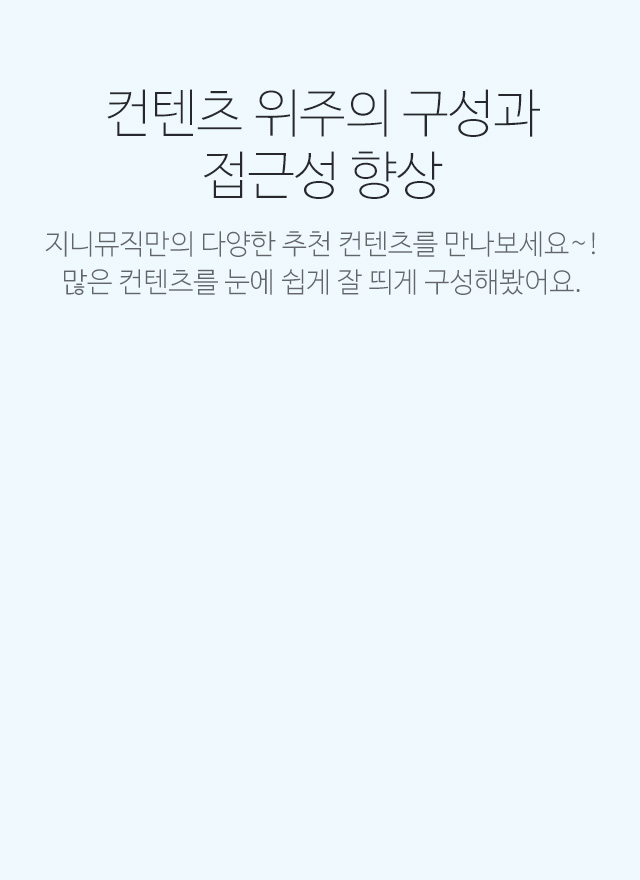 컨텐츠 위주의 구성과
접근성 향상
지니뮤직만의 다양한 추천 컨텐츠를 만나보세요~!
많은 컨텐츠를 눈에 쉽게 잘 띄게 구성해봤어요.